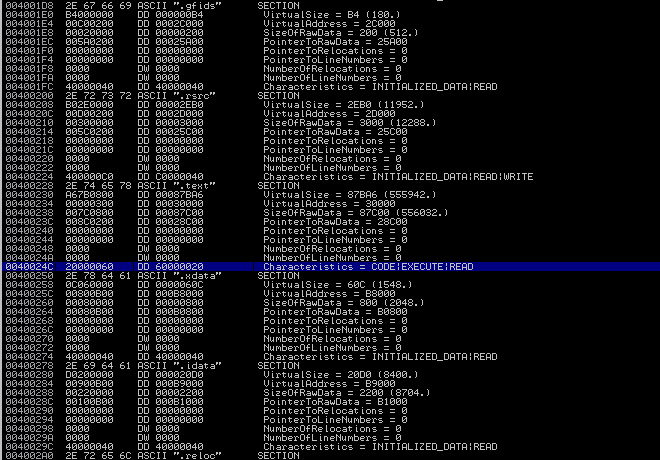 004001D8 2E 67 66 69 ASCII ".gfids" SECTION
004001E0 B4000000 DD 000000B4 VirtualSize = B4 (180.)
004001E4 00C00200 DD 0002C000 VirtualAddress = 2C000
004001E8 00020000 DD 00000200 SizeOfRawData = 200 (512.)
004001EC 005A0200 DD 00025A00 PointerToRawData = 25A00
004001F0 00000000 DD 00000000 PointerToRelocations = 0
004001F4 00000000 DD 00000000 PointerToLineNumbers = 0
004001F8 0000 DW 0000 NumberOfRelocations = 0
004001FA 0000 DW 0000 NumberOfLineNumbers = 0
004001FC 40000040 DD 40000040 Characteristics = INITIALIZED_DATA|READ
00400200 2E 72 73 72 ASCII ".rsrc" SECTION
00400208 B02E0000 DD 00002EB0 VirtualSize = 2EB0 (11952.)
0040020C 00D00200 DD 0002D000 VirtualAddress = 2D000
00400210 00300000 DD 00003000 SizeOfRawData = 3000 (12288.)
00400214 005C0200 DD 00025C00 PointerToRawData = 25C00
00400218 00000000 DD 00000000 PointerToRelocations = 0
0040021C 00000000 DD 00000000 PointerToLineNumbers = 0
00400220 0000 DW 0000 NumberOfRelocations = 0
00400222 0000 DW 0000 NumberOfLineNumbers = 0
00400224 400000C0 DD C0000040 Characteristics = INITIALIZED_DATA|READ|WRITE
00400228 2E 74 65 78 ASCII ".text" SECTION
00400230 A67B0800 DD 00087BA6 VirtualSize = 87BA6 (555942.)
00400234 00000300 DD 00030000 VirtualAddress = 30000
00400238 007C0800 DD 00087C00 SizeOfRawData = 87C00 (556032.)
0040023C 008C0200 DD 00028C00 PointerToRawData = 28C00
00400240 00000000 DD 00000000 PointerToRelocations = 0
00400244 00000000 DD 00000000 PointerToLineNumbers = 0
00400248 0000 DW 0000 NumberOfRelocations = 0
0040024A 0000 DW 0000 NumberOfLineNumbers = 0
0040024C 20000060 DD 60000020 Characteristics = CODE|EXECUTE|READ
00400250 2E 78 64 61 ASCII ".xdata" SECTION
00400258 0C060000 DD 0000060C VirtualSize = 60C (1548.)
0040025C 00800B00 DD 000B8000 VirtualAddress = B8000
00400260 00080000 DD 00000800 SizeOfRawData = 800 (2048.)
00400264 00080B00 DD 000B0800 PointerToRawData = B0800
00400268 00000000 DD 00000000 PointerToRelocations = 0
0040026C 00000000 DD 00000000 PointerToLineNumbers = 0
00400270 0000 DW 0000 NumberOfRelocations = 0
00400272 0000 DW 0000 NumberOfLineNumbers = 0
00400274 40000040 DD 40000040 Characteristics = INITIALIZED_DATA|READ
00400278 2E 69 64 61 ASCII ".idata" SECTION
00400280 D0200000 DD 000020D0 VirtualSize = 20D0 (8400.)
00400284 00900B00 DD 000B9000 VirtualAddress = B9000
00400288 00220000 DD 00002200 SizeOfRawData = 2200 (8704.)
0040028C 00100B00 DD 000B1000 PointerToRawData = B1000
00400290 00000000 DD 00000000 PointerToRelocations = 0
00400294 00000000 DD 00000000 PointerToLineNumbers = 0
00400298 0000 DW 0000 NumberOfRelocations = 0
0040029A 0000 DW 0000 NumberOfLineNumbers = 0
0040029C 40000040 DD 40000040 Characteristics = INITIALIZED_DATA|READ
004002A0 2E 72 65 6C ASCII ".reloc" SECTION